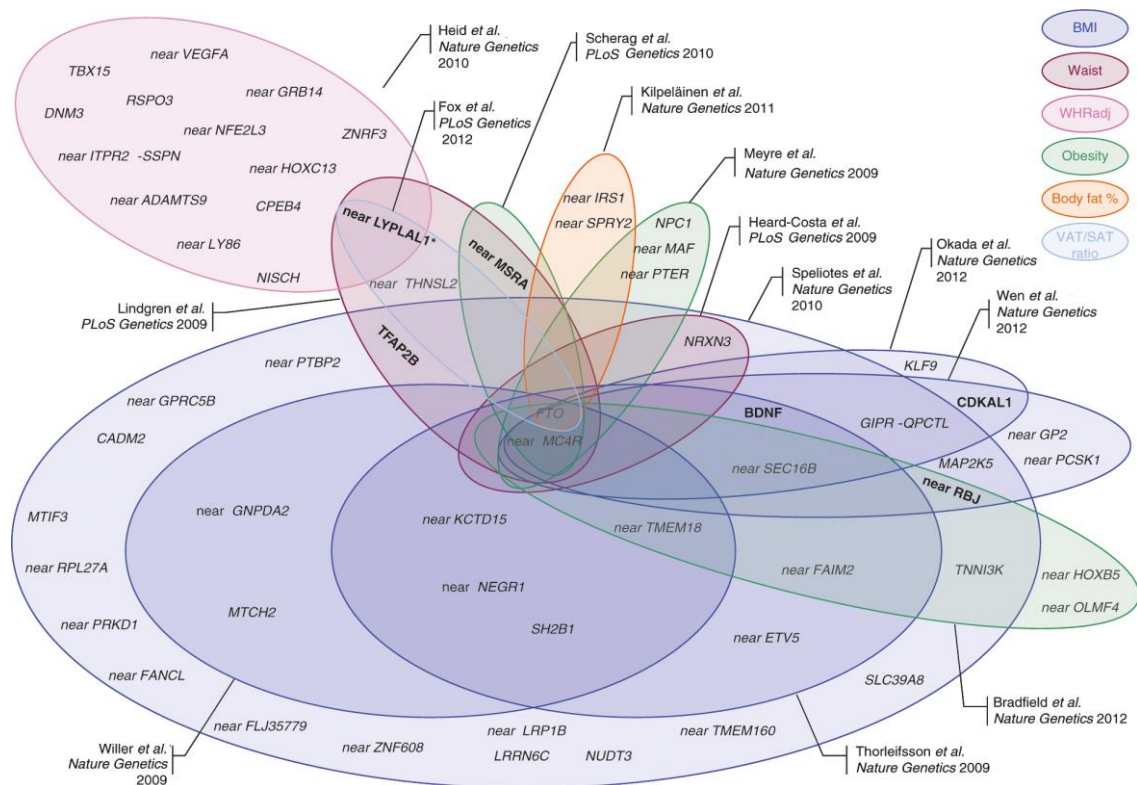 Heid et al.
Nature Genetics
2010
Scherag et al.
PLoS Genetics 2010
Kilpeläinen et al.
Nature Genetics 2011
Fox et al.
PLoS Genetics
2012
Meyre et al.
Nature Genetics 2009
Heard-Costa et al.
PLoS Genetics 2009
Okada et al.
Nature Genetics
2012
Speliotes et al.
Nature Genetics
2010
Wen et al.
Nature Genetics
2012
Lindgren et al.
PLoS Genetics 2009
BMI
Waist
WHRadj
Obesity
Body fat %
VAT/SAT
ratio
near VEGFA
TBX15
RSPO3
near GRB14
DNM3
near NFE2L3
ZNRF3
near ITPR2 -SSPN
near HOXC13
near ADAMTS9
CPEB4
near LY86
NISCH
near LYPLAL1*
near THNSL2
TFAP2B
near MSRA
near IRS1
near SPRY2
NPC1
near MAF
near PTER
NRXN3
KLF9
CDKAL1
GIPR -QPCTL
near GP2
near PCSK1
MAP2K5
near RBJ
BDNF
near SEC16B
FTO
near MC4R
near PTBP2
near GPRC5B
CADM2
MTIF3
near RPL27A
near PRKD1
near FANCL
near GNPDA2
MTCH2
near KCTD15
near NEGR1
SH2B1
near TMEM18
near FAIM2
TNNI3K
near HOXB5
near OLMF4
near ETV5
SLC39A8
near FLJ35779
near ZNF608
near LRP1B
LRRN6C
NUDT3
near TMEM160
Willer et al.
Nature Genetics
2009
Thorleifsson et al.
Nature Genetics 2009
Bradfield et al.
Nature Genetics 2012